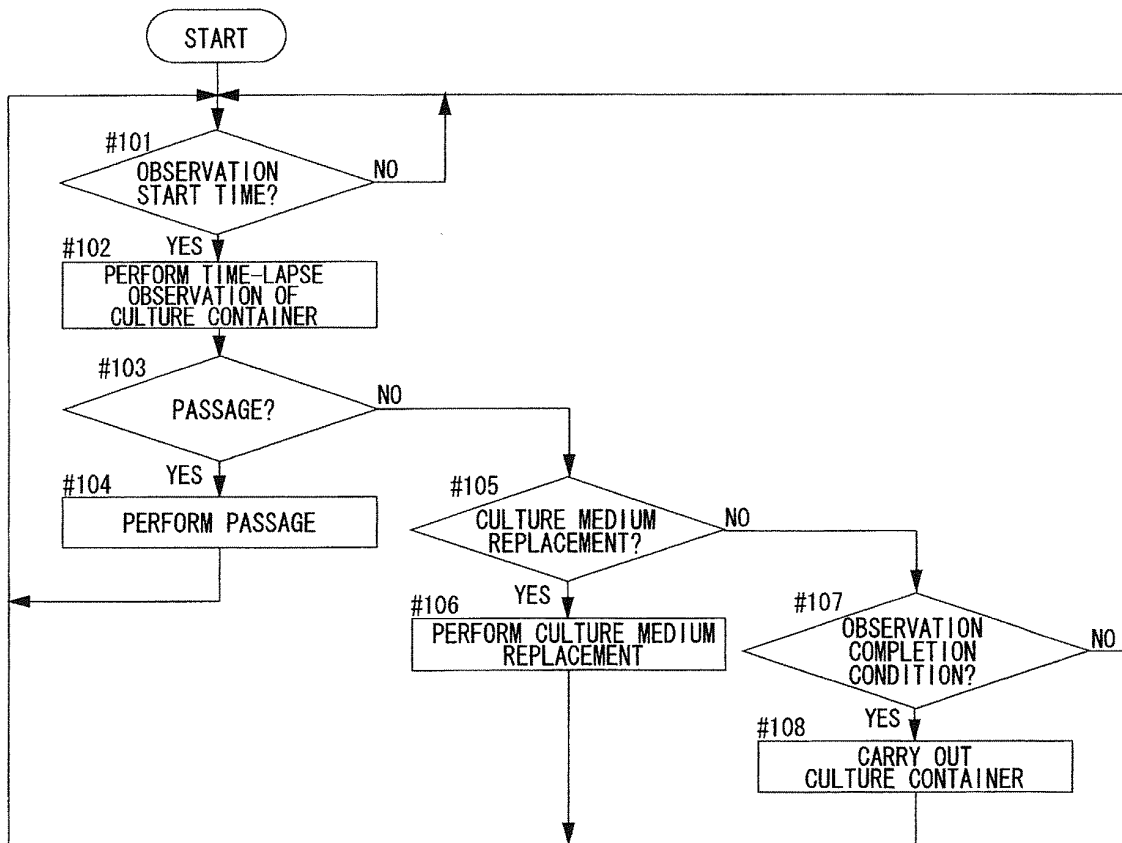 START
#101
OBSERVATION
START TIME?
NO
YES
#102
PERFORM TIME-LAPSE
OBSERVATION OF
CULTURE CONTAINER
#103
PASSAGE?
NO
YES
#104
PERFORM PASSAGE
#105
CULTURE MEDIUM
REPLACEMENT?
NO
YES
#106
PERFORM CULTURE MEDIUM
REPLACEMENT
#107
OBSERVATION
COMPLETION
CONDITION?
NO
YES
#108
CARRY OUT
CULTURE CONTAINER